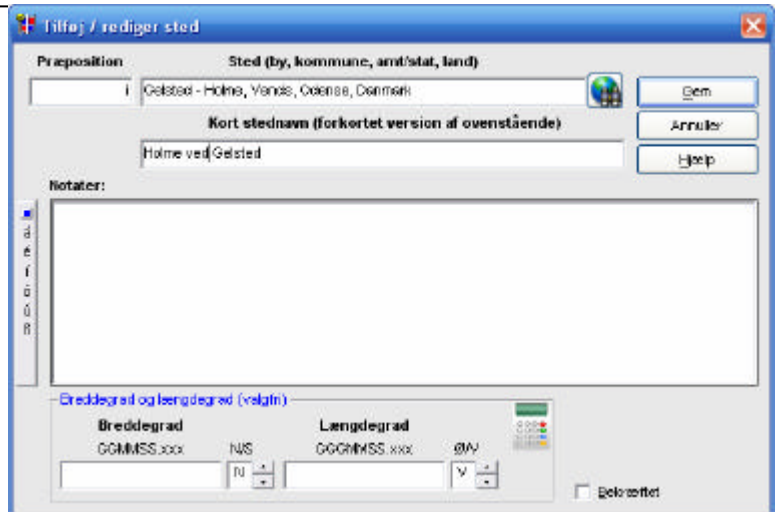 Tilføj / rediger sted
Præposition Sted (by, kommune, amt/stat, land)
i Gelsted - Holme, Vends, Odense, Danmark Gem
Kort stednavn (forkortet version af ovenstående) Annuller
Holme ved Gelsted Hjælp
Notater:
á
é
í
ó
ú
ß
Breddegrad og længdegrad (valgfri)
Breddegrad Længdegrad
GGMMSS.xxx N/S GGGMMSS.xxx Ø/V
N V
Bekræftet